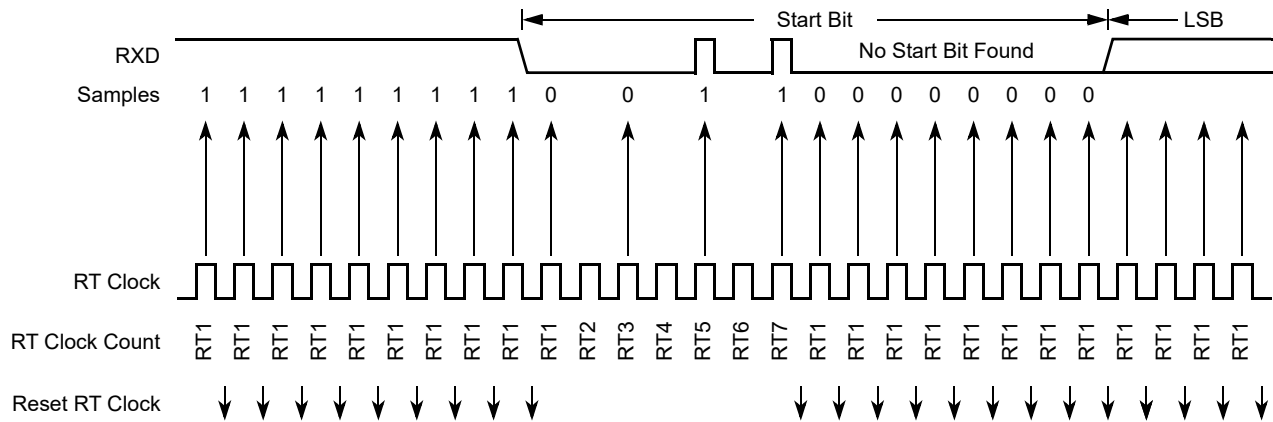 Start Bit LSB
RXD No Start Bit Found
Samples 1 1 1 1 1 1 1 1 1 0 0 1 1 0 0 0 0 0 0 0 0
RT Clock
RT Clock Count RT1 RT1 RT1 RT1 RT1 RT1 RT1 RT1 RT1 RT1 RT2 RT3 RT4 RT5 RT6 RT7 RT1 RT1 RT1 RT1 RT1 RT1 RT1 RT1 RT1 RT1 RT1 RT1
Reset RT Clock